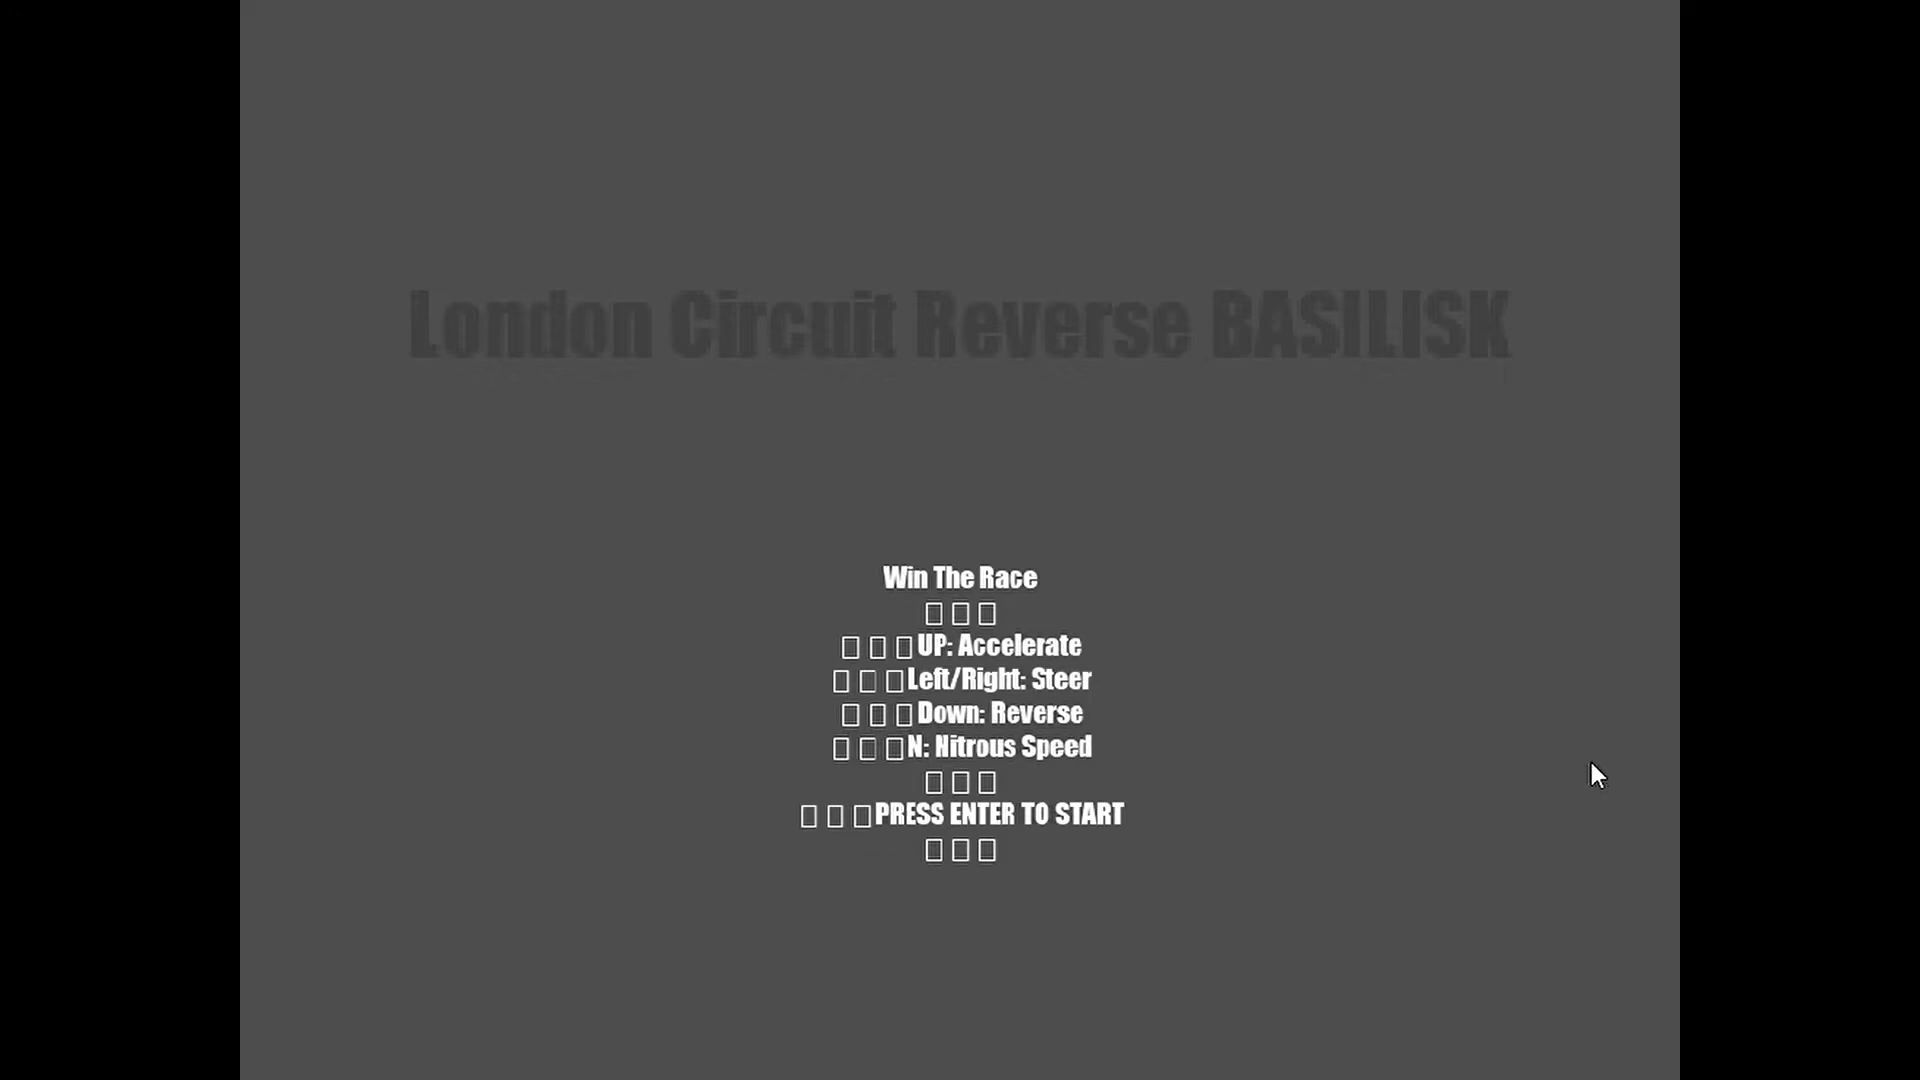 London Circuit Reverse BASILISK
Win The Race
UP: Accelerate
Left/Right: Steer
Down: Reverse
N: Nitrous Speed
PRESS ENTER TO START